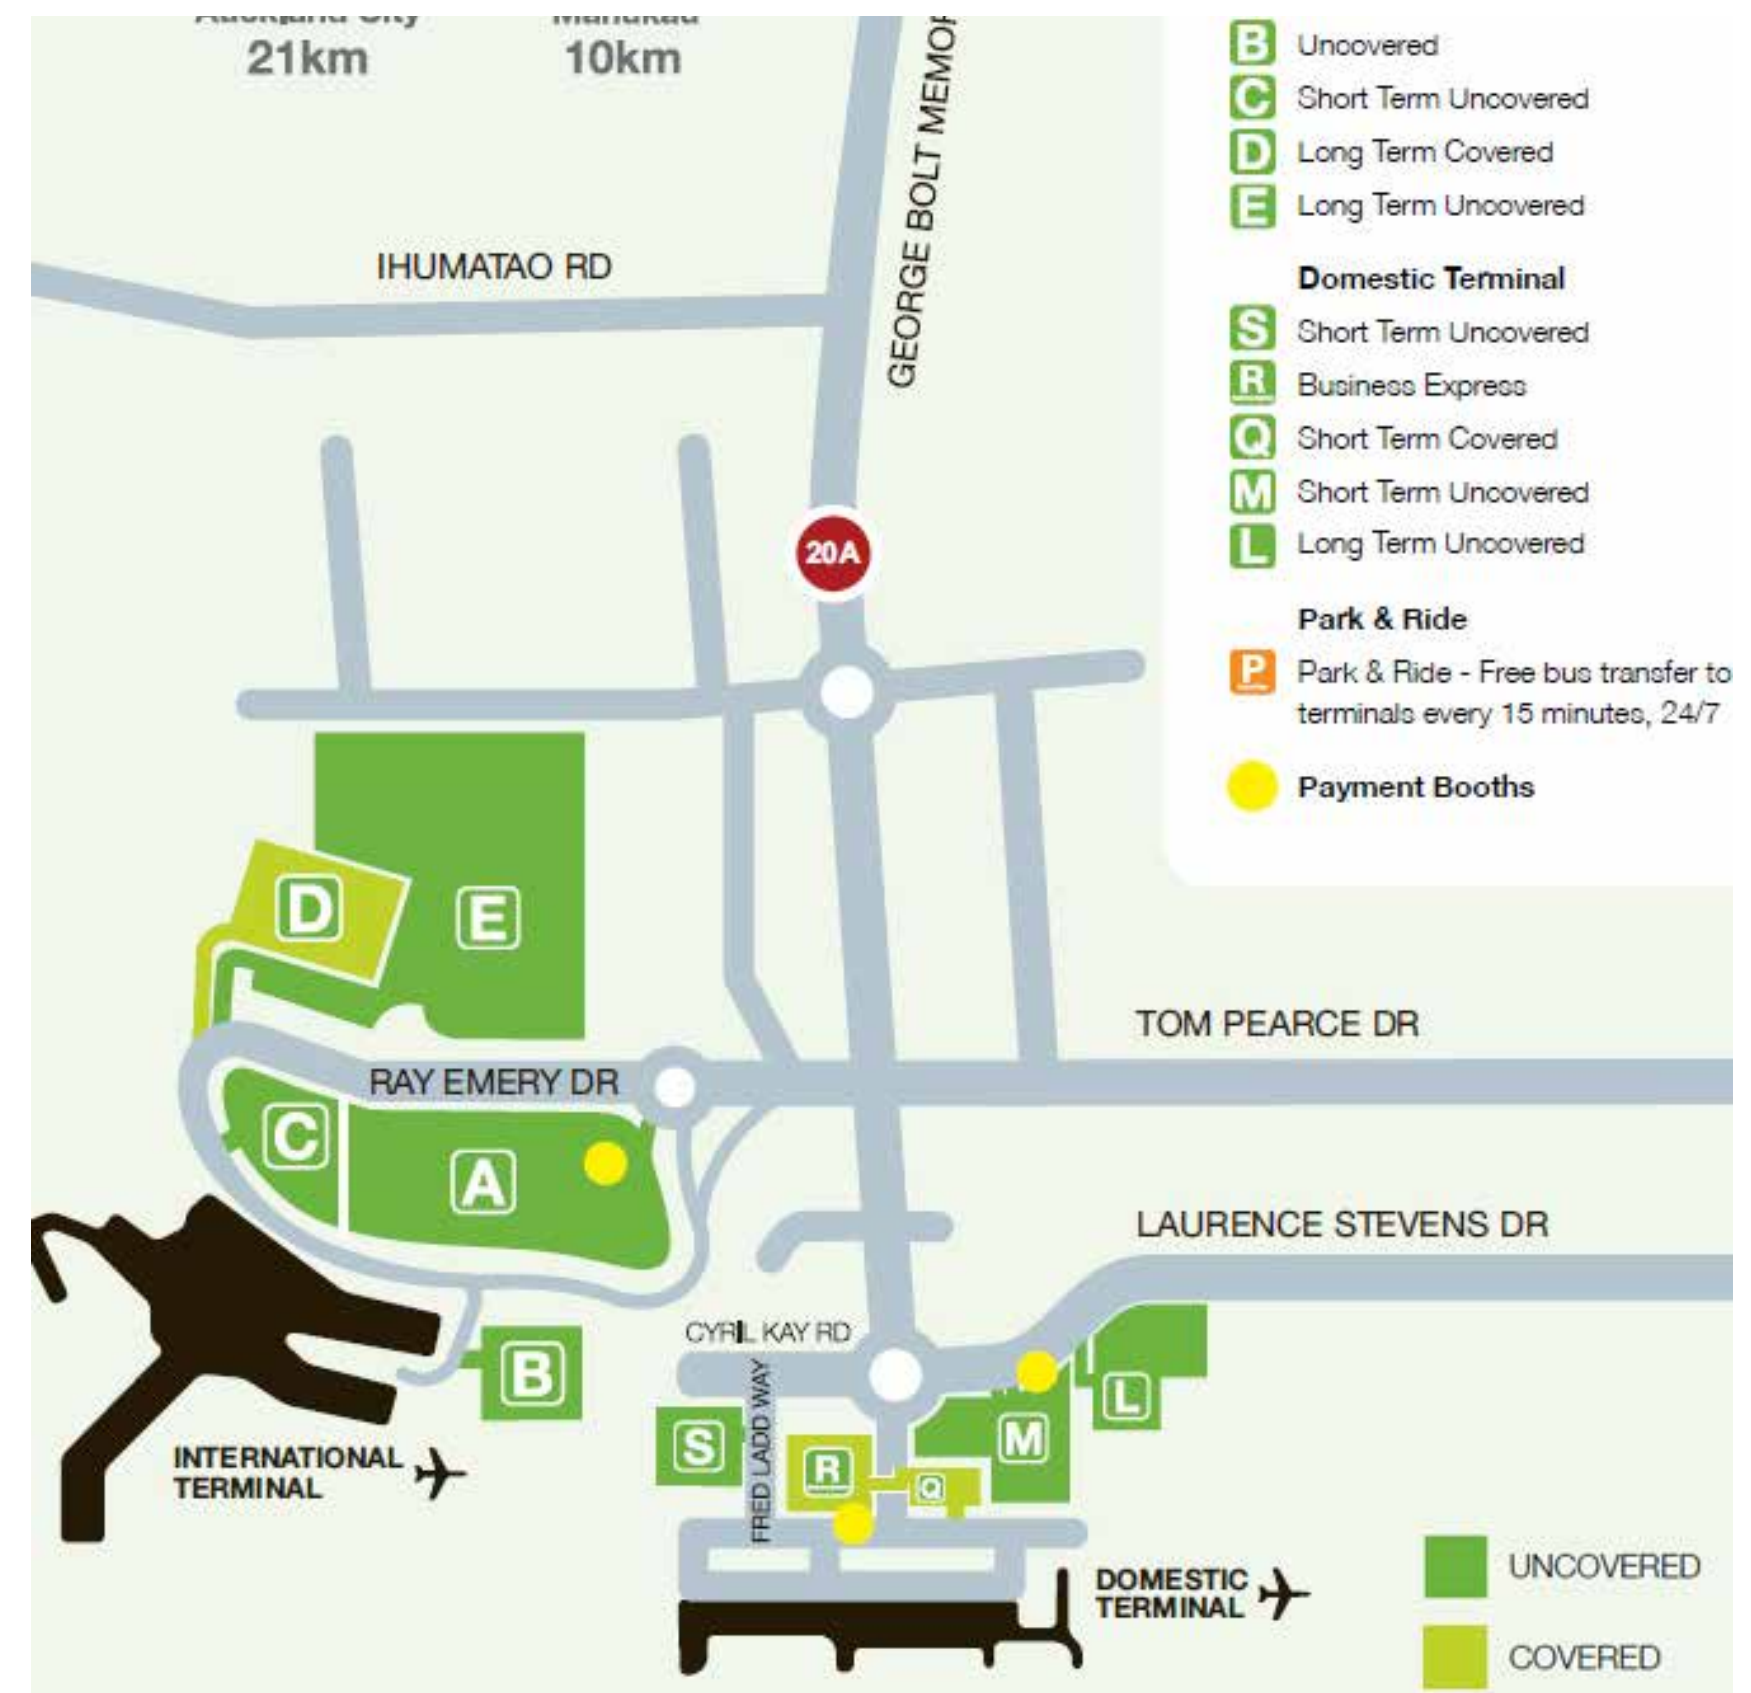 21km
10km
B Uncovered
C Short Term Uncovered
D Long Term Covered
E Long Term Uncovered
Domestic Terminal
S Short Term Uncovered
R Business Express
Q Short Term Covered
M Short Term Uncovered
L Long Term Uncovered
Park & Ride
P Park & Ride - Free bus transfer to
terminals every 15 minutes, 24/7
Payment Booths
IHUMATAO RD
GEORGE BOLT
20A
D
E
TOM PEARCE DR
RAY EMERY DR
C
A
LAURENCE STEVENS DR
CYRIL KAY RD
FRED LADD WAY
B
L
S
M
R
Q
INTERNATIONAL
TERMINAL
DOMESTIC
TERMINAL
UNCOVERED
COVERED